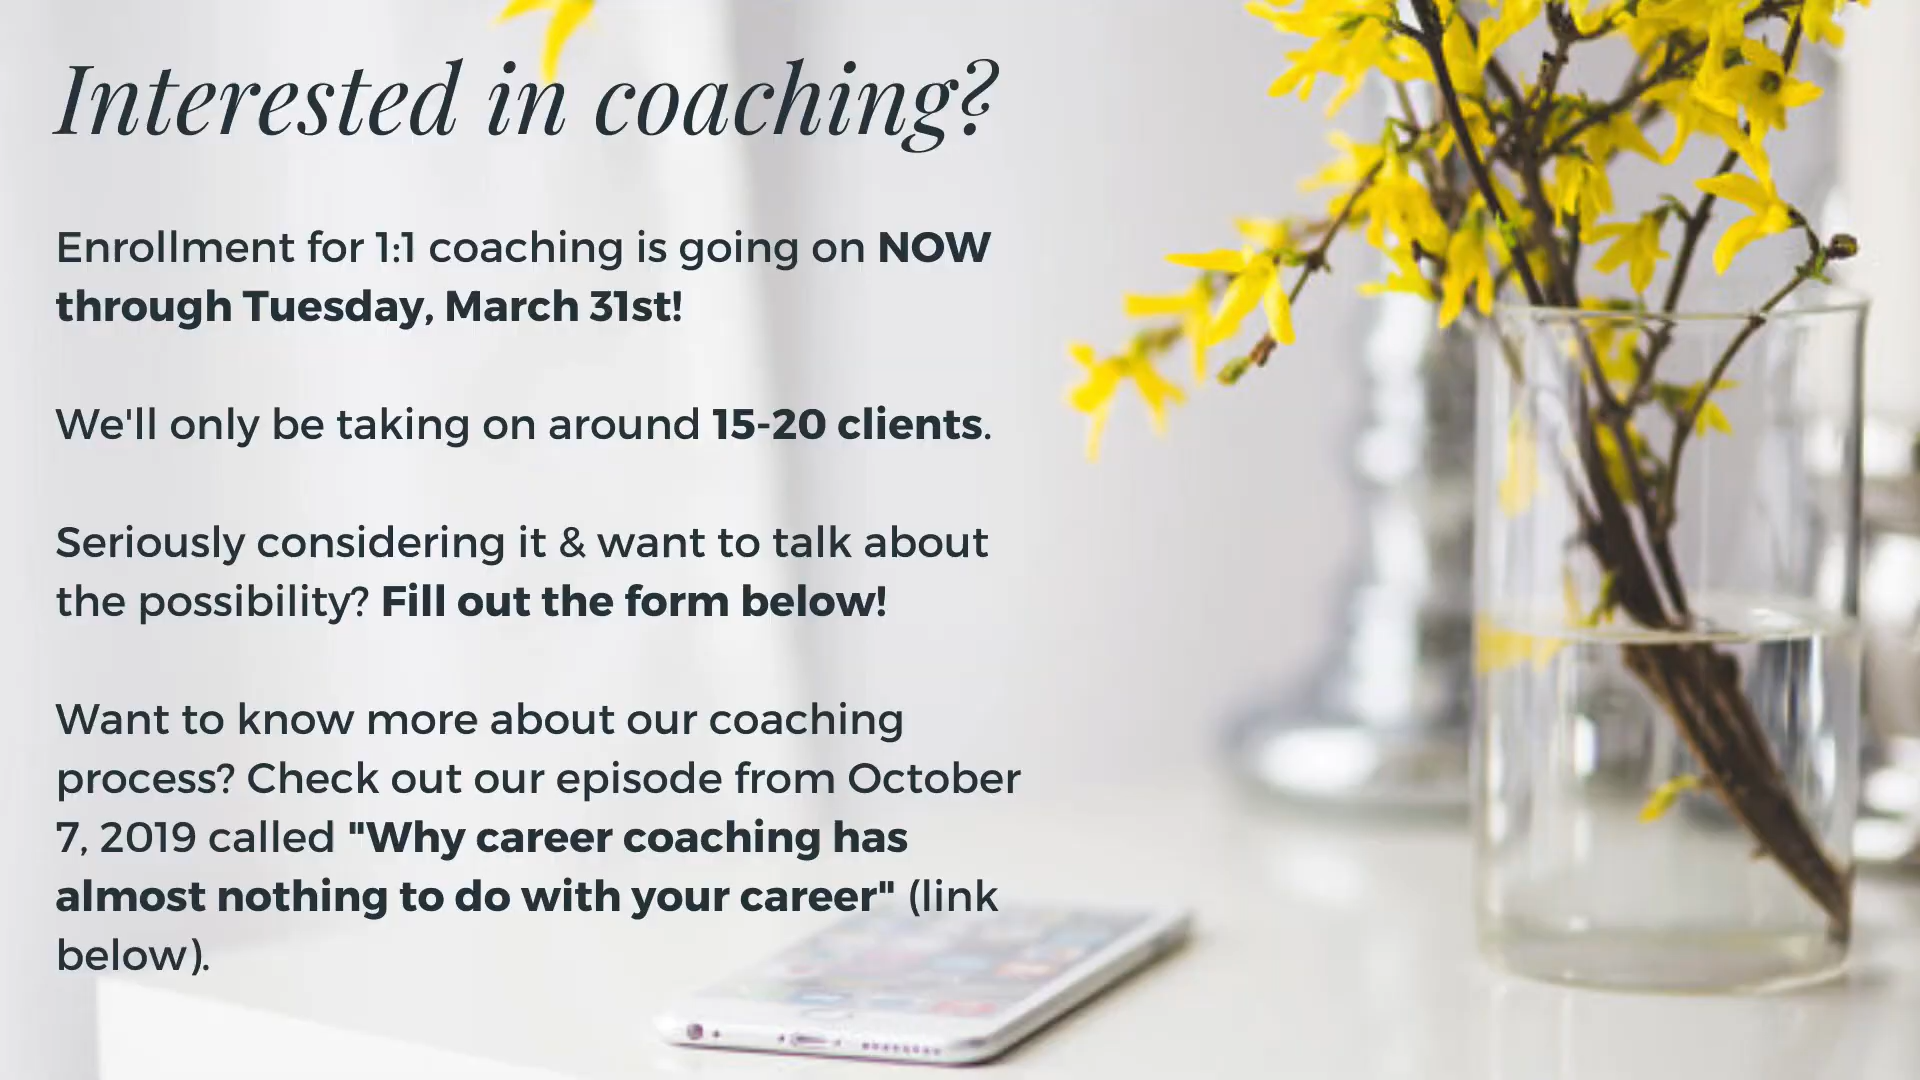 Interested in coaching?
Enrollment for 1:1 coaching is going on NOW
through Tuesday, March 31st!
We'll only be taking on around 15-20 clients.
Seriously considering it & want to talk about
the possibility? Fill out the form below!
Want to know more about our coaching
process? Check out our episode from October
7, 2019 called "Why career coaching has
almost nothing to do with your career" (link
below).